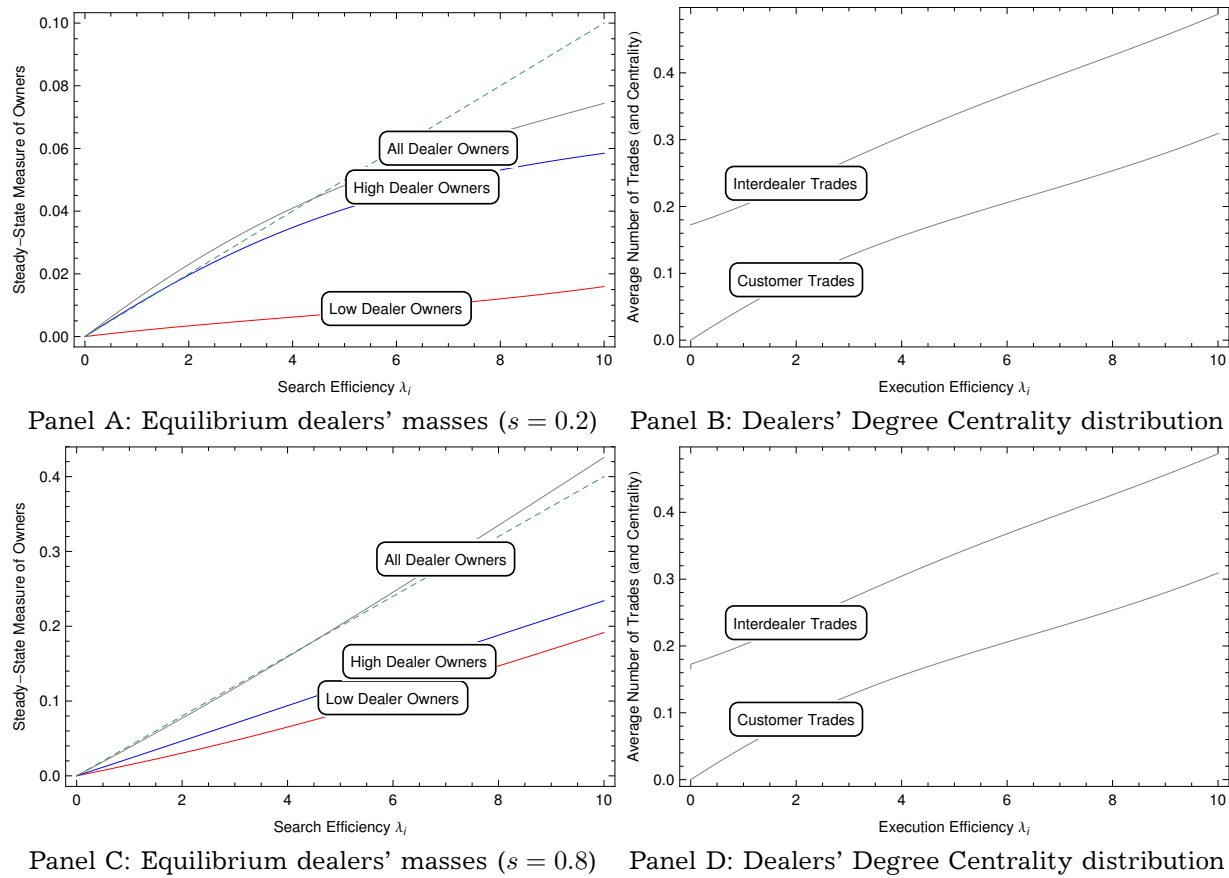 Steady−State Measure of Owners
0.10
0.08
0.06
0.04
0.02
0.00
All Dealer Owners
High Dealer Owners
Low Dealer Owners
0 2 4 6 8 10
Search Efficiency λi
Panel A: Equilibrium dealers' masses (s = 0.2)
Average Number of Trades (and Centrality)
0.4
0.3
0.2
0.1
0.0
Interdealer Trades
Customer Trades
0 2 4 6 8 10
Execution Efficiency λi
Panel B: Dealers' Degree Centrality distribution
Steady−State Measure of Owners
0.4
0.3
0.2
0.1
0.0
All Dealer Owners
High Dealer Owners
Low Dealer Owners
0 2 4 6 8 10
Search Efficiency λi
Panel C: Equilibrium dealers' masses (s = 0.8)
Average Number of Trades (and Centrality)
0.4
0.3
0.2
0.1
0.0
Interdealer Trades
Customer Trades
0 2 4 6 8 10
Execution Efficiency λi
Panel D: Dealers' Degree Centrality distribution